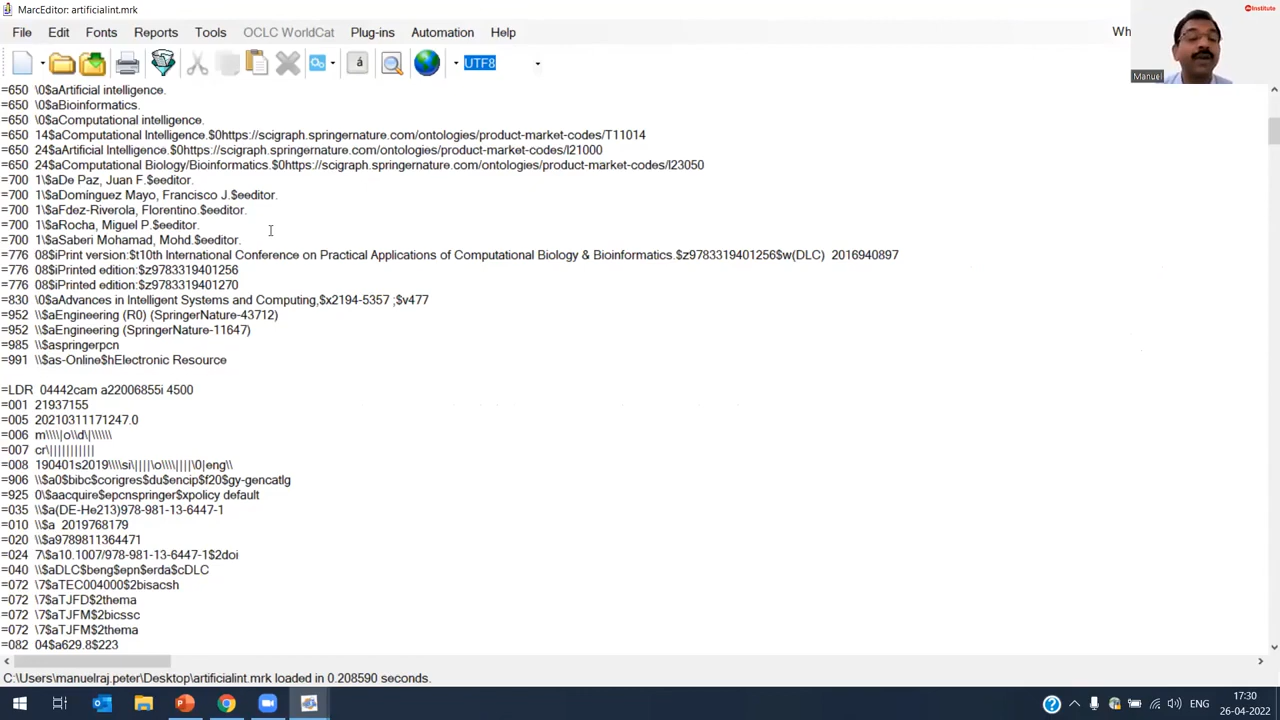 MarcEditor: artificialint.mrk
Institute
File Edit Fonts Reports Tools OCLC WorldCat Plug-ins Automation Help
Wh
UTF8
Manuel
=650  \0$aArtificial intelligence.
=650  \0$aBioinformatics.
=650  \0$aComputational intelligence.
=650  14$aComputational Intelligence.$0https://scigraph.springernature.com/ontologies/product-market-codes/T11014
=650  24$aArtificial Intelligence.$0https://scigraph.springernature.com/ontologies/product-market-codes/I21000
=650  24$aComputational Biology/Bioinformatics.$0https://scigraph.springernature.com/ontologies/product-market-codes/I23050
=700  1\$aDe Paz, Juan F.$eeditor.
=700  1\$aDomínguez Mayo, Francisco J.$eeditor.
=700  1\$aFdez-Riverola, Florentino.$eeditor.
=700  1\$aRocha, Miguel P.$eeditor.
=700  1\$aSaberi Mohamad, Mohd.$eeditor.
=776  08$iPrint version:$t10th International Conference on Practical Applications of Computational Biology & Bioinformatics.$z9783319401256$w(DLC)  2016940897
=776  08$iPrinted edition:$z9783319401256
=776  08$iPrinted edition:$z9783319401270
=830  \0$aAdvances in Intelligent Systems and Computing,$x2194-5357 ;$v477
=952  \\$aEngineering (R0) (SpringerNature-43712)
=952  \\$aEngineering (SpringerNature-11647)
=985  \\$aspringerpcn
=991  \\$as-Online$hElectronic Resource
=LDR  04442cam a22006855i 4500
=001  21937155
=005  20210311171247.0
=006  m\\\\|o\\d\|\\\\\\
=007  cr\||||||||||
=008  190401s2019\\\\si\||||\o\\\\||||\0|eng\\
=906  \\$a0$bibc$corigres$du$encip$f20$gy-gencatlg
=925  0\$aacquire$epcnspringer$xpolicy default
=035  \\$a(DE-He213)978-981-13-6447-1
=010  \\$a  2019768179
=020  \\$a9789811364471
=024  7\$a10.1007/978-981-13-6447-1$2doi
=040  \\$aDLC$beng$epn$erda$cDLC
=072  \7$aTEC004000$2bisacsh
=072  \7$aTJFD$2thema
=072  \7$aTJFM$2bicssc
=072  \7$aTJFM$2thema
=082  04$a629.8$223
C:\Users\manuelraj.peter\Desktop\artificialint.mrk loaded in 0.208590 seconds.
ENG
17:30
26-04-2022